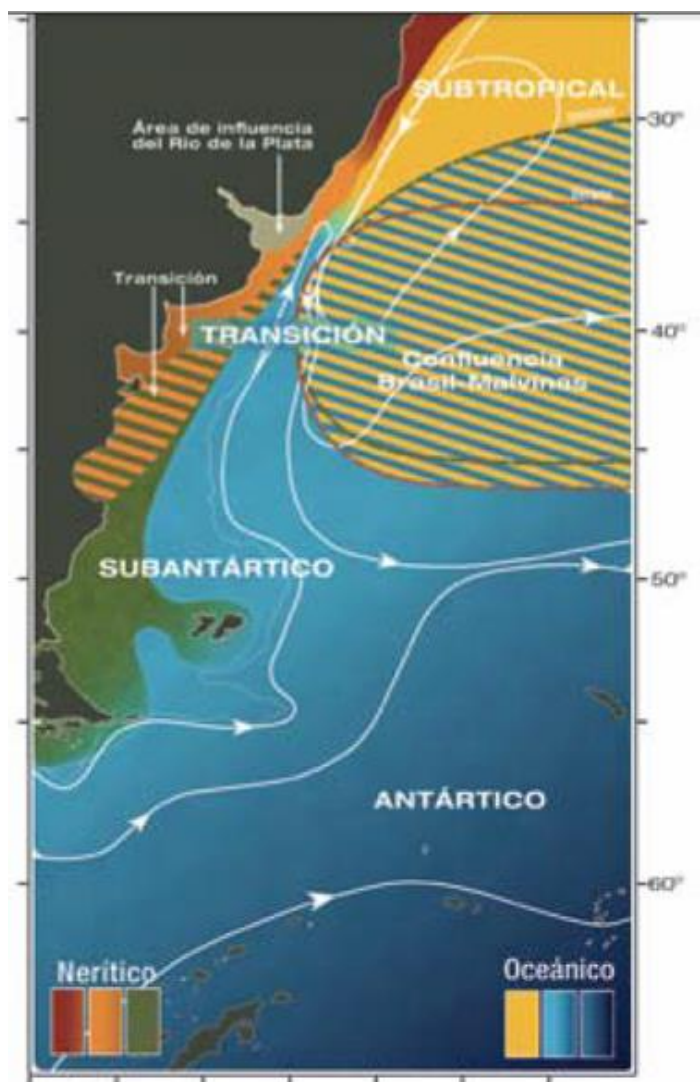 SUBTROPICAL
Área de influencia
del Río de la Plata
30°
Transición
TRANSICIÓN
40°
Confluencia
Brasil-Malvinas
SUBANTÁRTICO
50°
ANTÁRTICO
60°
Nerítico
Oceánico